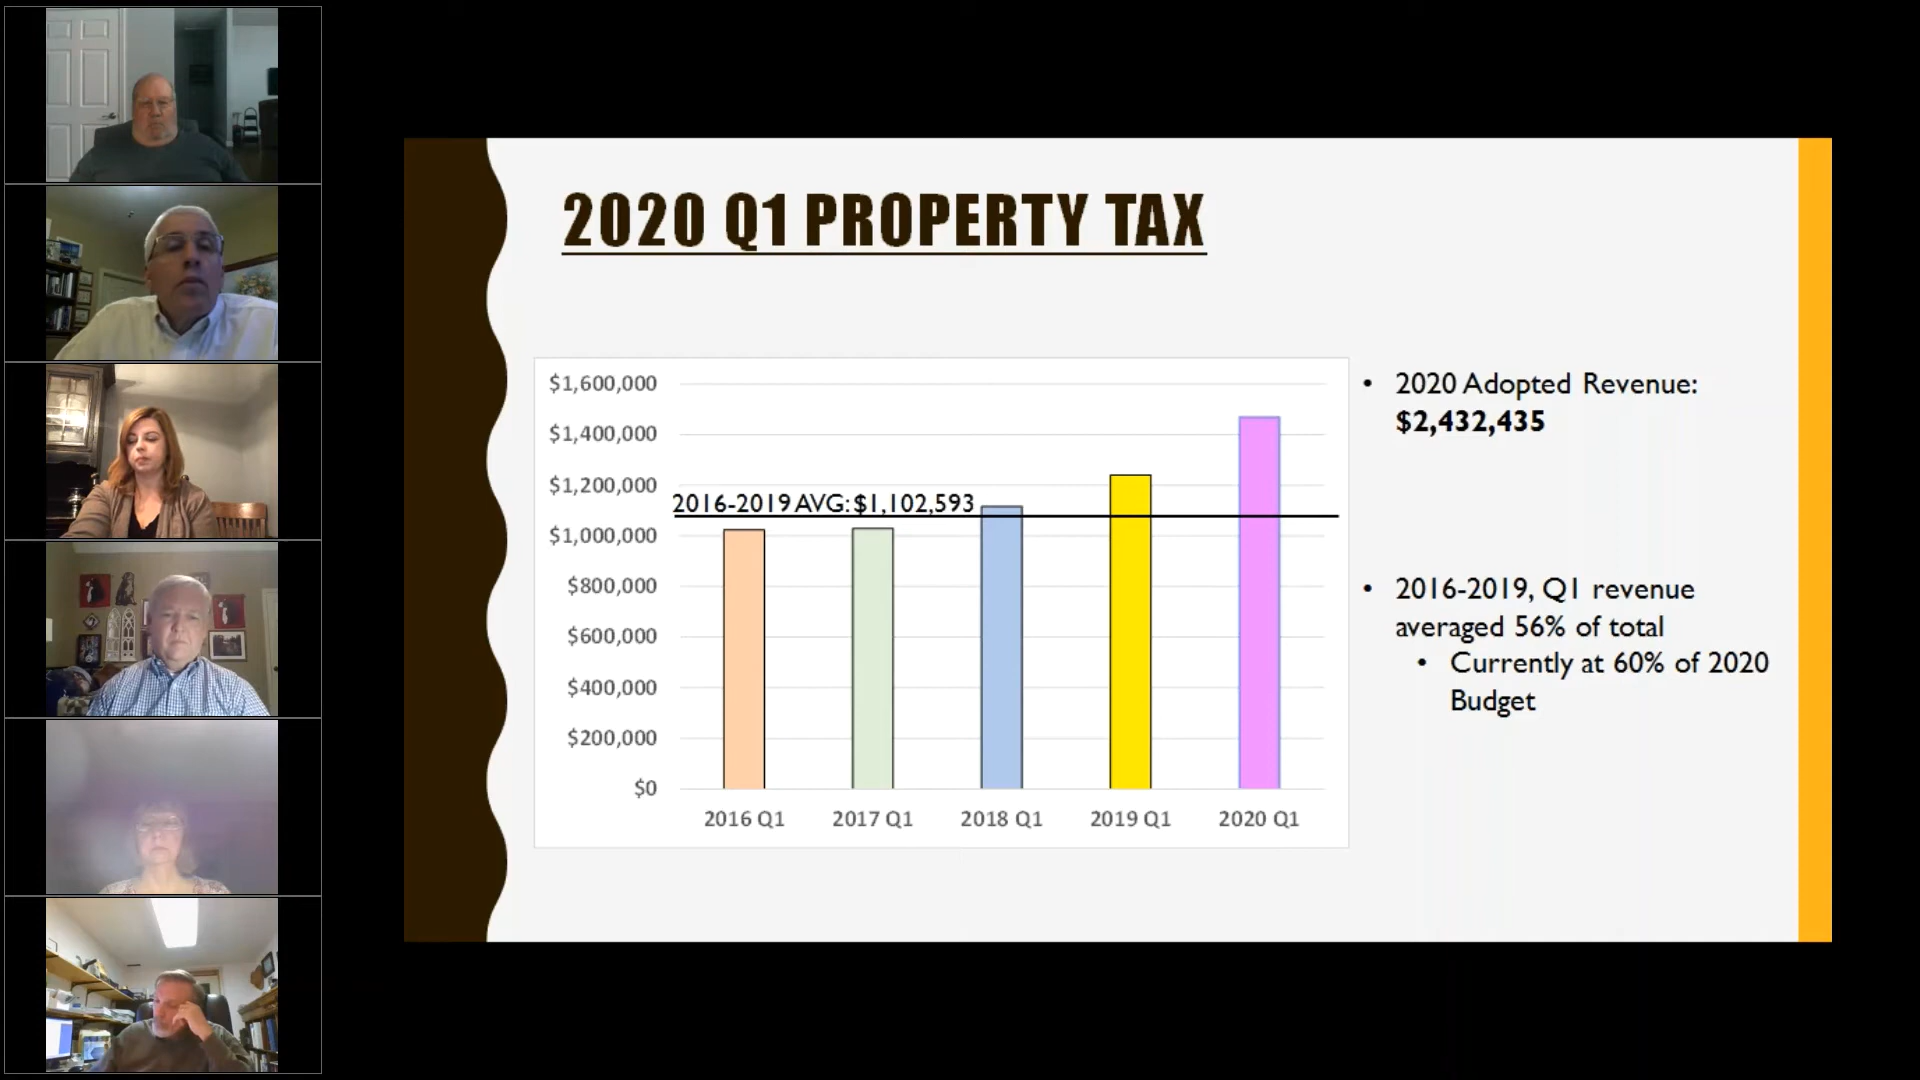 2020 Q1 PROPERTY TAX
$1,600,000
$1,400,000
$1,200,000
2016-2019 AVG: $1,102,593
$1,000,000
$800,000
$600,000
$400,000
$200,000
$0
2016 Q1 2017 Q1 2018 Q1 2019 Q1 2020 Q1
• 2020 Adopted Revenue:
$2,432,435
• 2016-2019, Q1 revenue
averaged 56% of total
• Currently at 60% of 2020
Budget